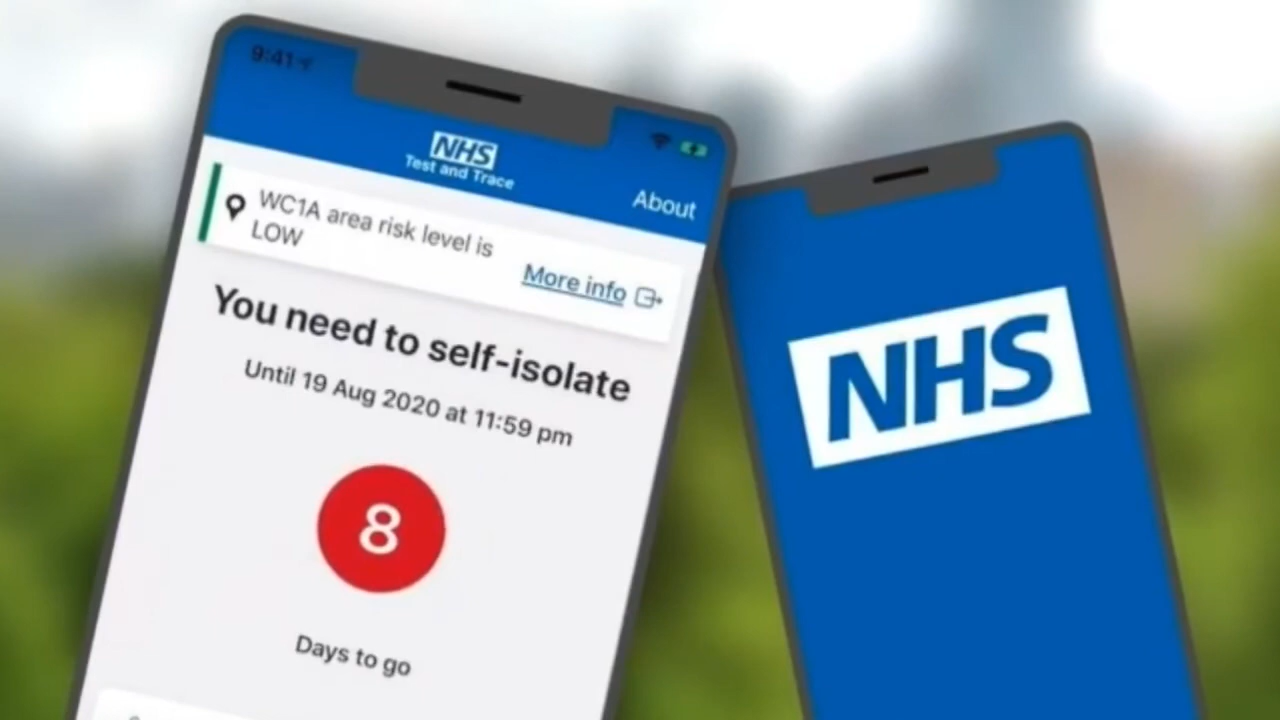 9:41
NHS
Test and Trace
About
WC1A area risk level is
LOW
More info
You need to self-isolate
Until 19 Aug 2020 at 11:59 pm
8
Days to go
NHS